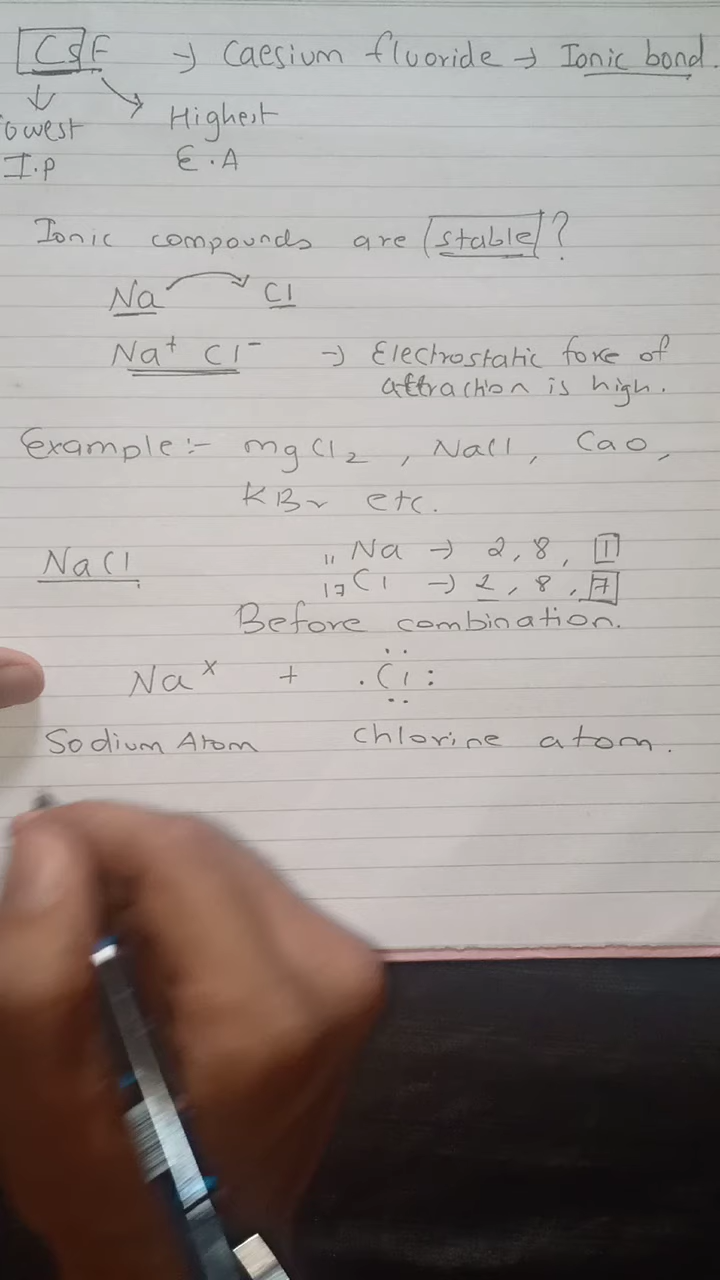 CsF → Caesium fluoride → Ionic bond.
owest Highest
I.P E.A
Ionic compounds are stable ?
Na Cl
Na⁺ Cl⁻ → Electrostatic force of
attraction is high.
Example:- mgCl₂, NaCl, CaO,
KBr etc.
NaCl ₁₁Na → 2, 8, 1
₁₇Cl → 2, 8, 7
Before combination.
Naˣ + .Cl:
Sodium Atom chlorine atom.